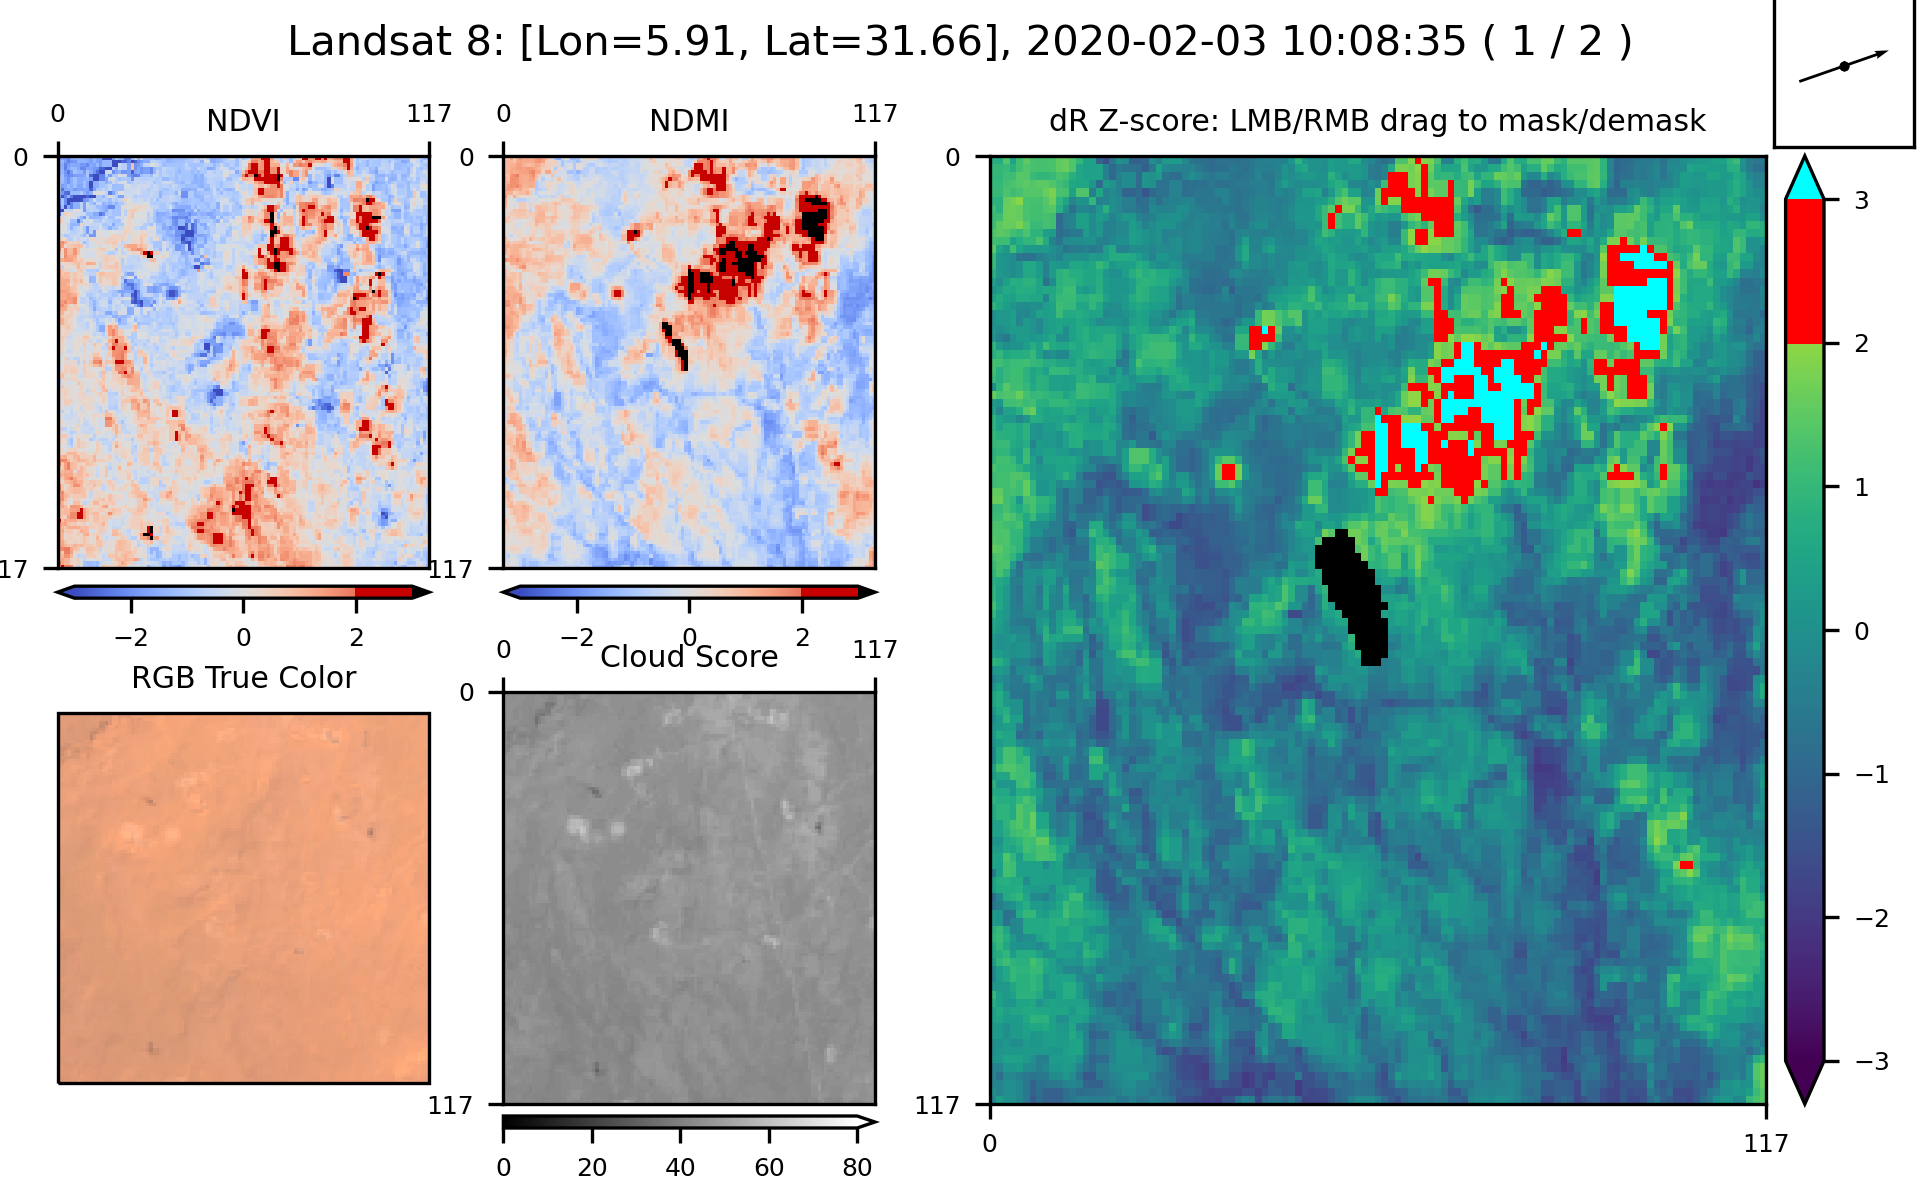 Landsat 8: [Lon=5.91, Lat=31.66], 2020-02-03 10:08:35 ( 1 / 2 )
NDVI
0 117
0
17
−2 0 2
NDMI
0 117
0
117
−2 0 2
RGB True Color
Cloud Score
0 117
0
117
0 20 40 60 80
dR Z-score: LMB/RMB drag to mask/demask
0
117
0 117
3
2
1
0
−1
−2
−3